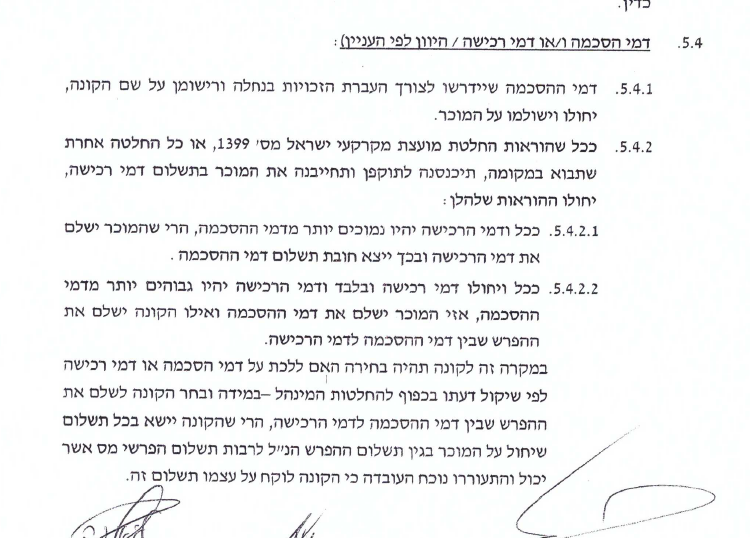 כדין.
5.4. דמי הסכמה ו/או דמי רכישה / היוון לפי העניין):
5.4.1. דמי ההסכמה שיידרשו לצורך העברת הזכויות בנחלה ורישומן על שם הקונה,
יחולו וישולמו על המוכר.
5.4.2. ככל שהוראות החלטת מועצת מקרקעי ישראל מס' 1399, או כל החלטה אחרת
שתבוא במקומה, תיכנסנה לתוקפן ותחייבנה את המוכר בתשלום דמי רכישה,
יחולו ההוראות שלהלן:
5.4.2.1. ככל ודמי הרכישה יהיו נמוכים יותר מדמי ההסכמה, הרי שהמוכר ישלם
את דמי הרכישה ובכך ייצא חובת תשלום דמי ההסכמה .
5.4.2.2. ככל ויחולו דמי רכישה ובלבד ודמי הרכישה יהיו גבוהים יותר מדמי
ההסכמה, אזי המוכר ישלם את דמי ההסכמה ואילו הקונה ישלם את
ההפרש שבין דמי ההסכמה לדמי הרכישה.
במקרה זה לקונה תהיה בחירה האם ללכת על דמי הסכמה או דמי רכישה
לפי שיקול דעתו בכפוף להחלטות המינהל –במידה ובחר הקונה לשלם את
ההפרש שבין דמי ההסכמה לדמי הרכישה, הרי שהקונה יישא בכל תשלום
שיחול על המוכר בגין תשלום ההפרש הנ"ל לרבות תשלום הפרשי מס אשר
יכול והתעוררו נוכח העובדה כי הקונה לוקח על עצמו תשלום זה.